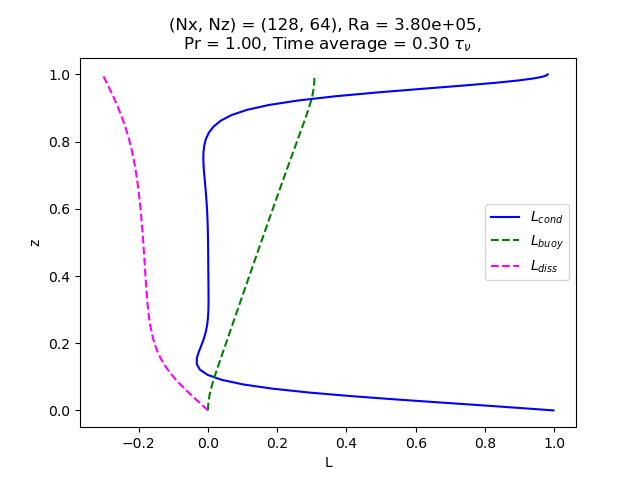 (Nx, Nz) = (128, 64), Ra = 3.80e+05,
Pr = 1.00, Time average = 0.30 τ_ν
1.0
0.8
z
0.6
0.4
0.2
0.0
L_cond
L_buoy
L_diss
−0.2 0.0 0.2 0.4 0.6 0.8 1.0
L